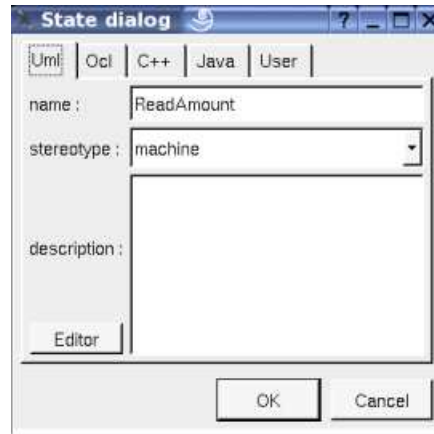 State dialog
Uml Ocl C++ Java User
name : ReadAmount
stereotype : machine
description :
Editor
OK Cancel